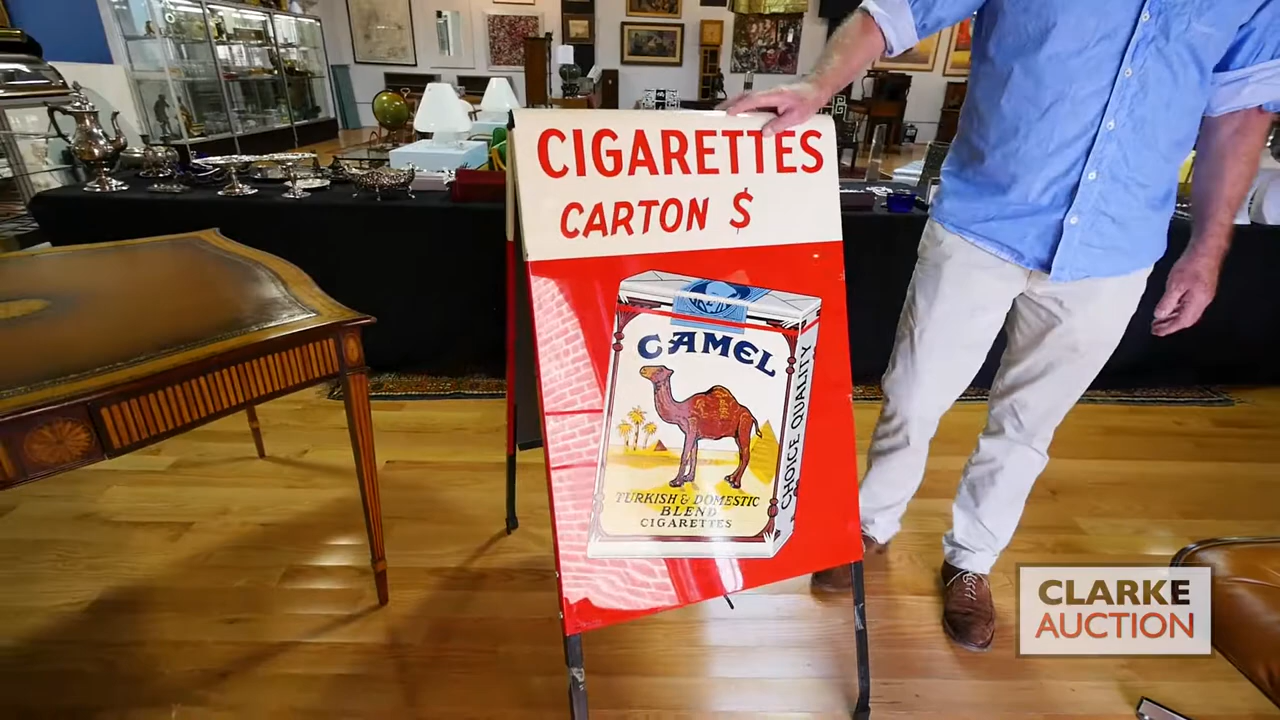 CIGARETTES
CARTON $
CAMEL
CHOICE QUALITY
TURKISH & DOMESTIC
BLEND
CIGARETTES
CLARKE
AUCTION